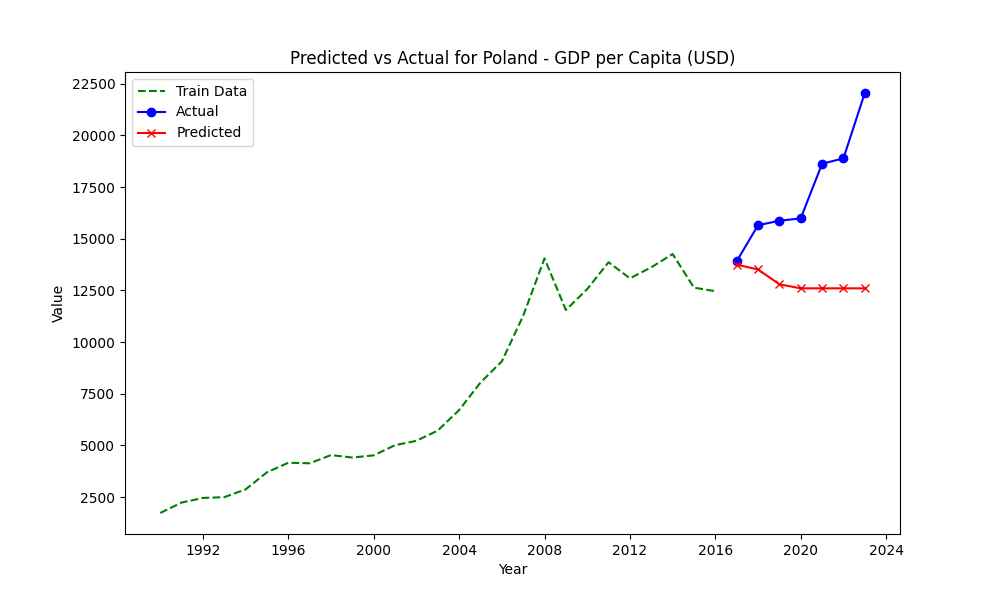 Predicted vs Actual for Poland - GDP per Capita (USD)
Train Data
Actual
Predicted
22500
20000
17500
15000
12500
10000
7500
5000
2500
Value
1992 1996 2000 2004 2008 2012 2016 2020 2024
Year